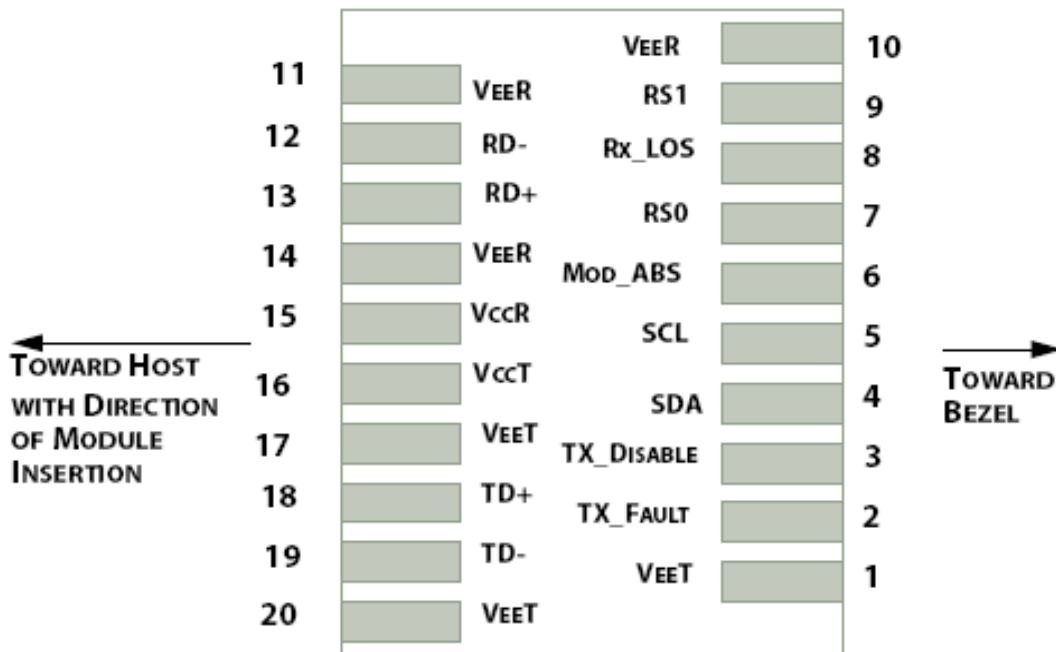 VeeR 10
11 VeeR
RS1 9
12 RD-
Rx_LOS 8
13 RD+
RS0 7
14 VeeR
Mod_ABS 6
15 VccR
SCL 5
16 VccT
SDA 4
17 VeeT
TX_Disable 3
18 TD+
TX_Fault 2
19 TD-
VeeT 1
20 VeeT
Toward Host
with Direction
of Module
Insertion
Toward
Bezel